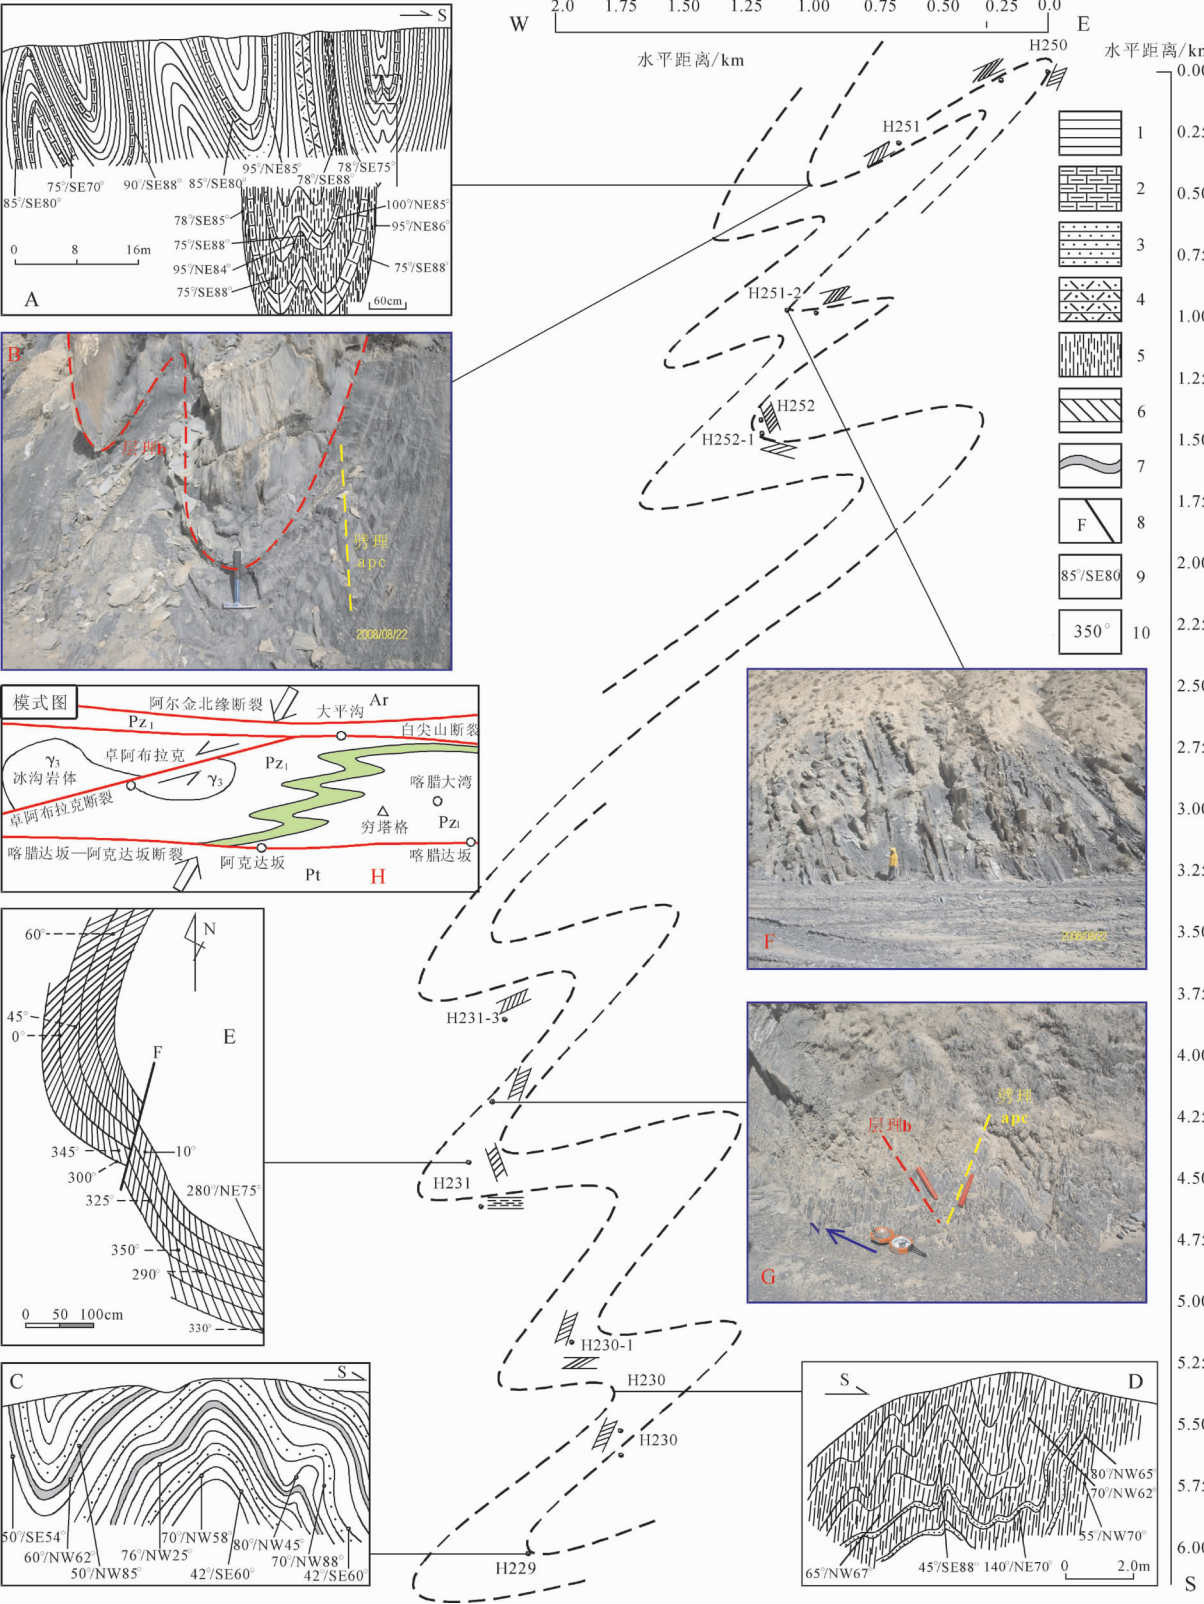 W
2.0 1.75 1.50 1.25 1.00 0.75 0.50 0.0
0.25
E
水平距离/km
水平距离/km
0.00
0.25
0.50
0.75
1.00
1.25
1.50
1.75
2.00
2.25
2.50
2.75
3.00
3.25
3.50
3.75
4.00
4.25
4.50
4.75
5.00
5.25
5.50
5.75
6.00
S
H250
H251
H251-2
H252
H252-1
H231-3
H231
H230-1
H230
H230
H229
1
2
3
4
5
6
7
F 8
85°/SE80 9
350° 10
S
95°/NE85° 78°/SE75°
75°/SE70° 90°/SE88° 85°/SE80° 78°/SE88°
85°/SE80°
78°/SE85° 100°/NE85°
95°/NE86°
75°/SE88°
95°/NE84° 75°/SE88°
75°/SE88°
0 8 16m
A
60cm
B
层理b
劈理
apc
2008/08/22
模式图
阿尔金北缘断裂 Ar
Pz1 大平沟
白尖山断裂
卓阿布拉克
γ3 Pz1
冰沟岩体 γ3 喀腊大湾
卓阿布拉克断裂
穷塔格 Pz1
喀腊达坂—阿克达坂断裂 阿克达坂 喀腊达坂
Pt H
60°
N
45°
0°
E
F
345° 10°
300°
325° 280°/NE75°
350°
290°
0 50 100cm
330°
C
S
50°/SE54° 70°/NW58° 80°/NW45°
60°/NW62° 76°/NW25° 70°/NW88°
50°/NW85° 42°/SE60° 42°/SE60°
F
2008/08/22
劈理
apc
层理b
N
G
S
D
80°/NW65°
70°/NW62°
55°/NW70°
65°/NW67° 45°/SE88° 140°/NE70°
0 2.0m